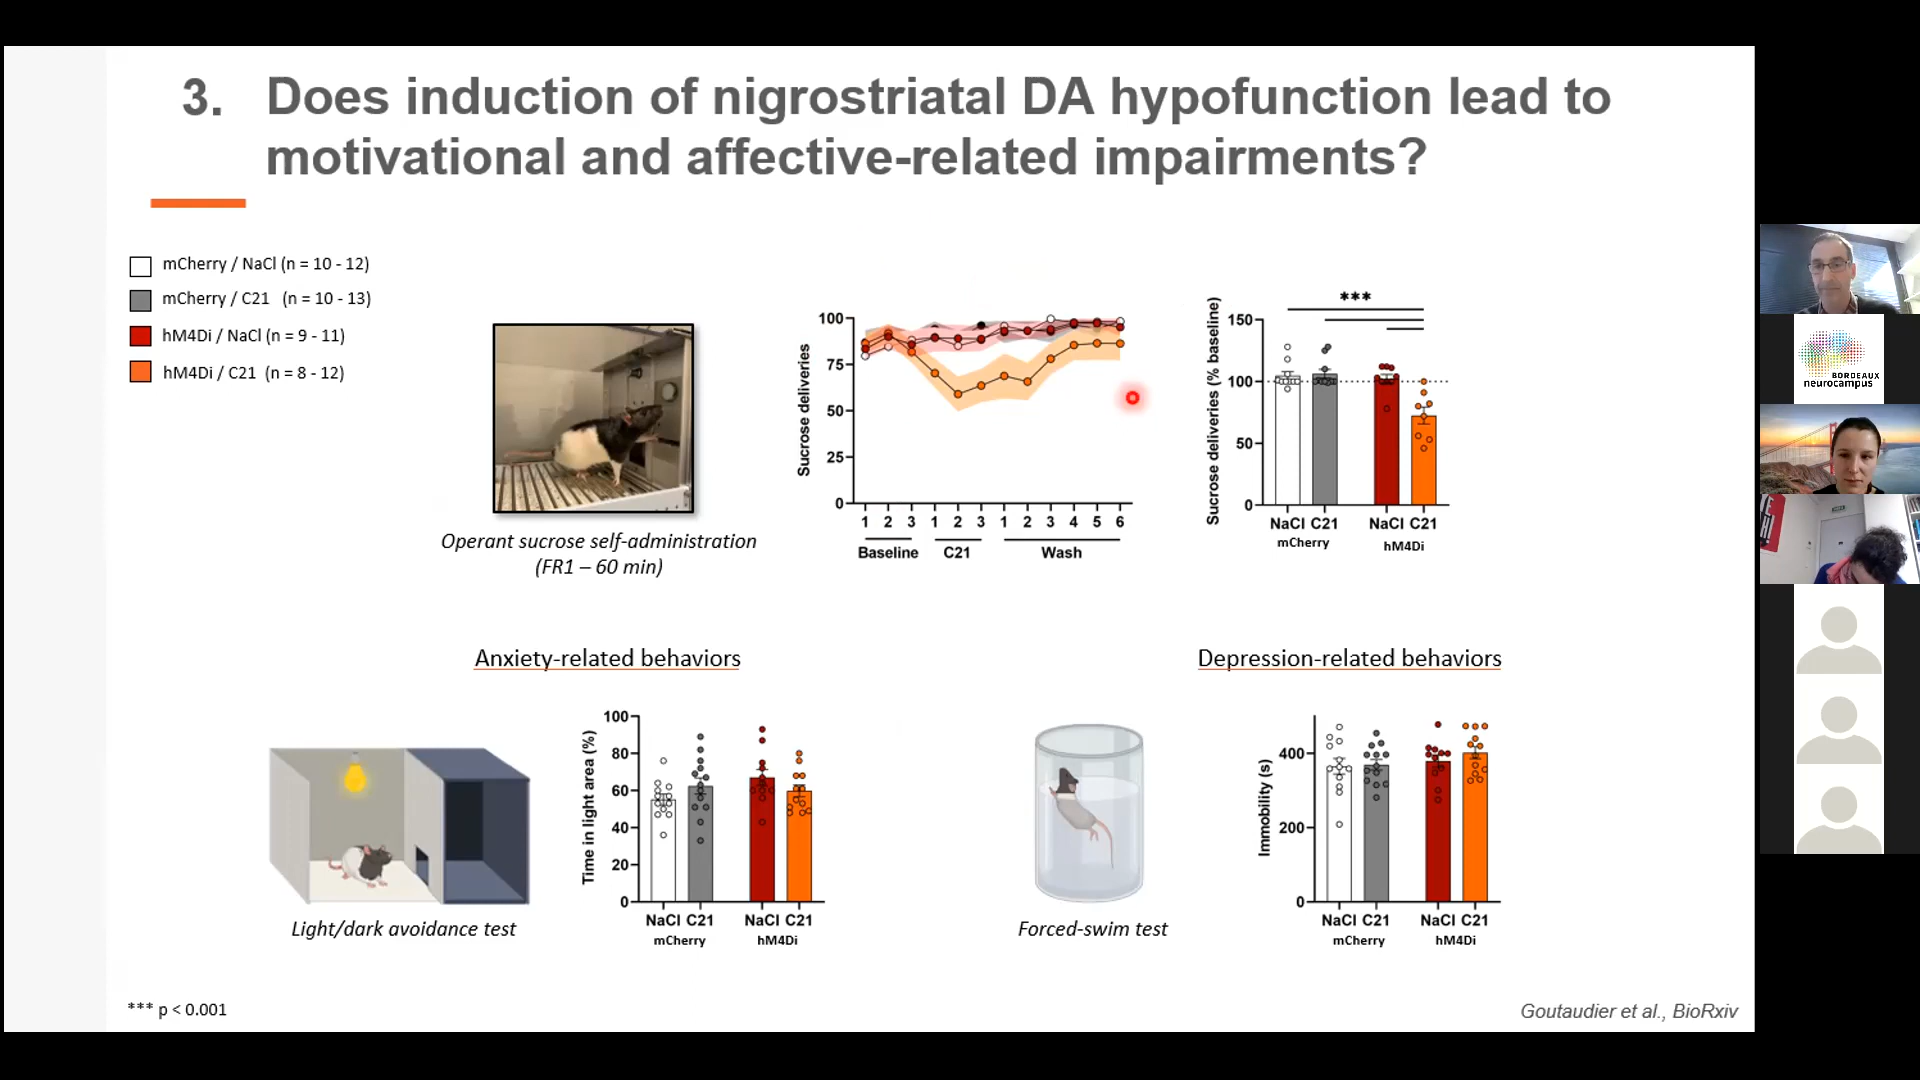 3. Does induction of nigrostriatal DA hypofunction lead to
motivational and affective-related impairments?
mCherry / NaCl (n = 10 - 12)
mCherry / C21 (n = 10 - 13)
hM4Di / NaCl (n = 9 - 11)
hM4Di / C21 (n = 8 - 12)
Operant sucrose self-administration
(FR1 – 60 min)
Sucrose deliveries
100
75
50
25
0
1 2 3 1 2 3 1 2 3 4 5 6
Baseline C21 Wash
Sucrose deliveries (% baseline)
***
150
100
50
0
NaCl C21 NaCl C21
mCherry hM4Di
Anxiety-related behaviors
Light/dark avoidance test
Time in light area (%)
100
80
60
40
20
0
NaCl C21 NaCl C21
mCherry hM4Di
Depression-related behaviors
Forced-swim test
Immobility (s)
400
200
0
NaCl C21 NaCl C21
mCherry hM4Di
*** p < 0.001
Goutaudier et al., BioRxiv
BORDEAUX
neurocampus